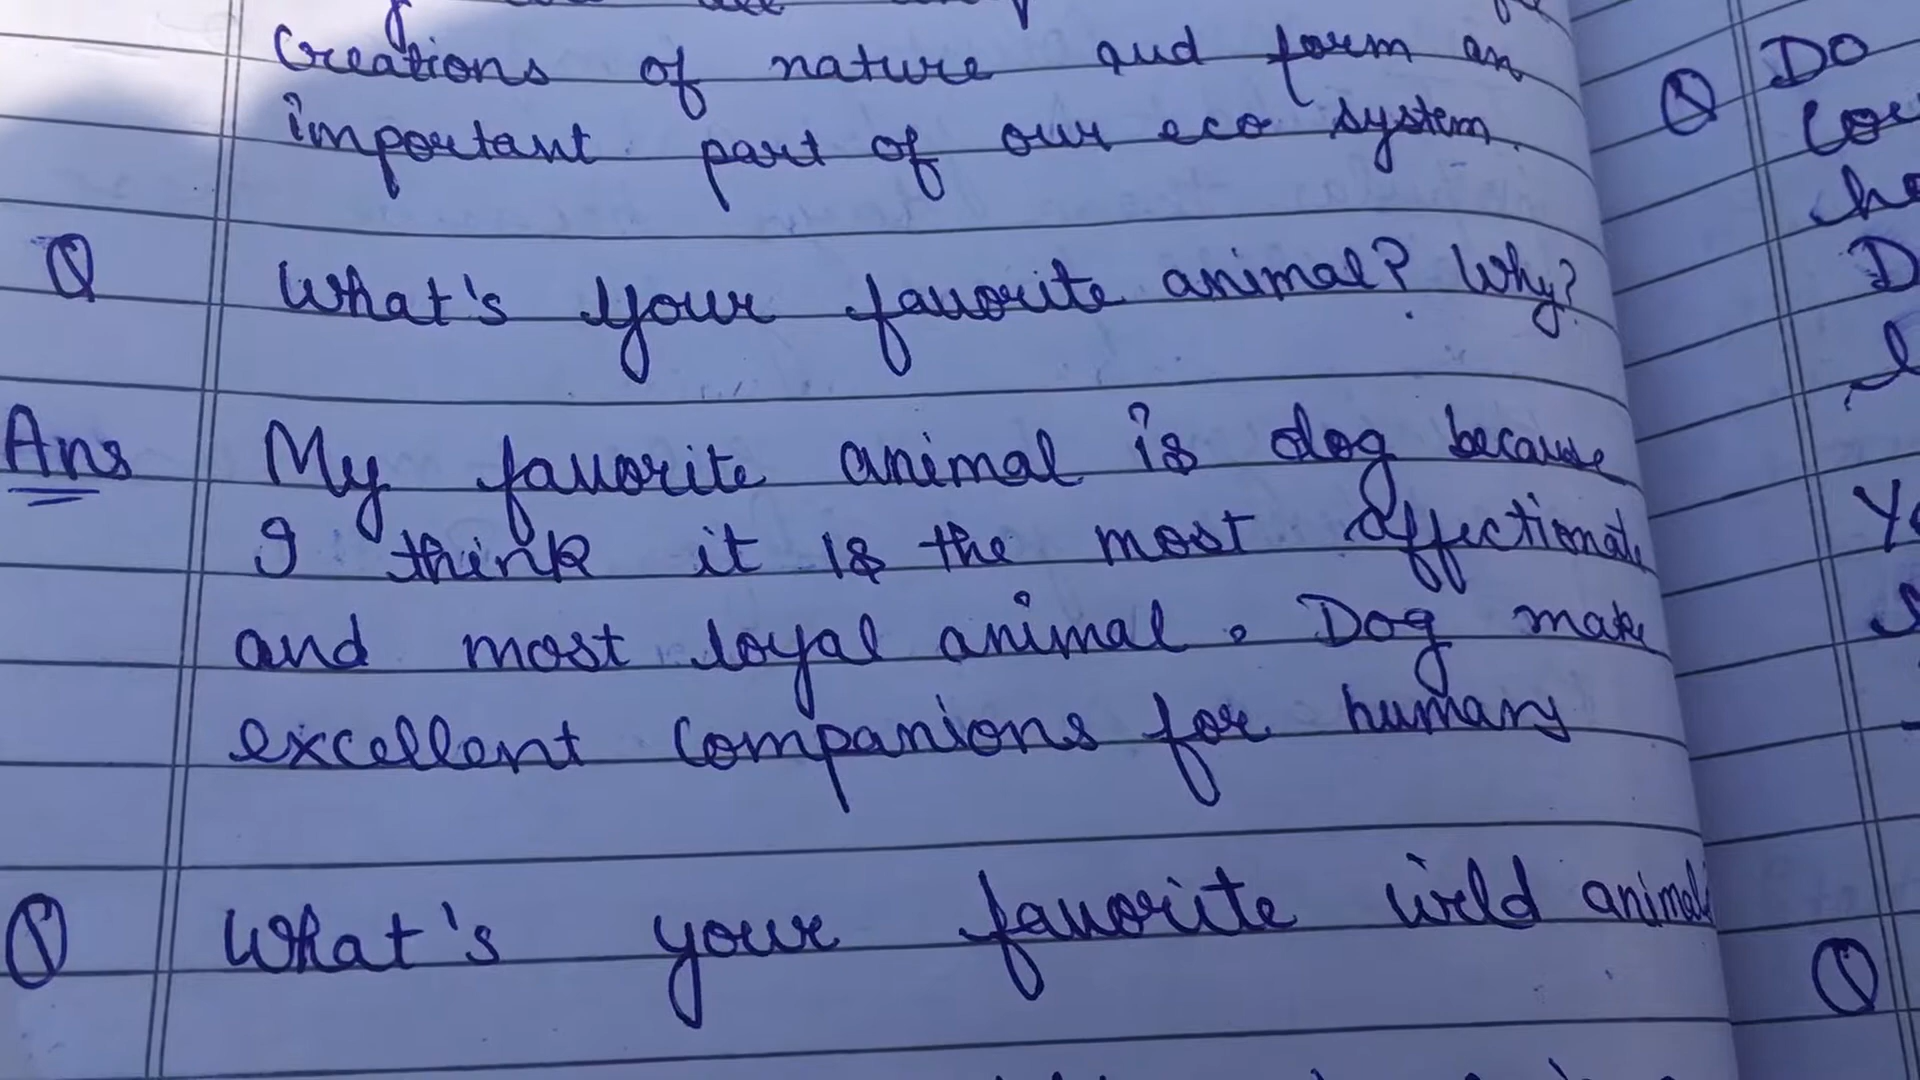 Creations of nature and form an
important part of our eco system.
Q What's your favorite animal? Why?
Ans My favorite animal is dog because
I think it is the most affectionate
and most loyal animal. Dog make
excellent companions for humans
Q What's your favorite wild animal
Q Do
D
Q